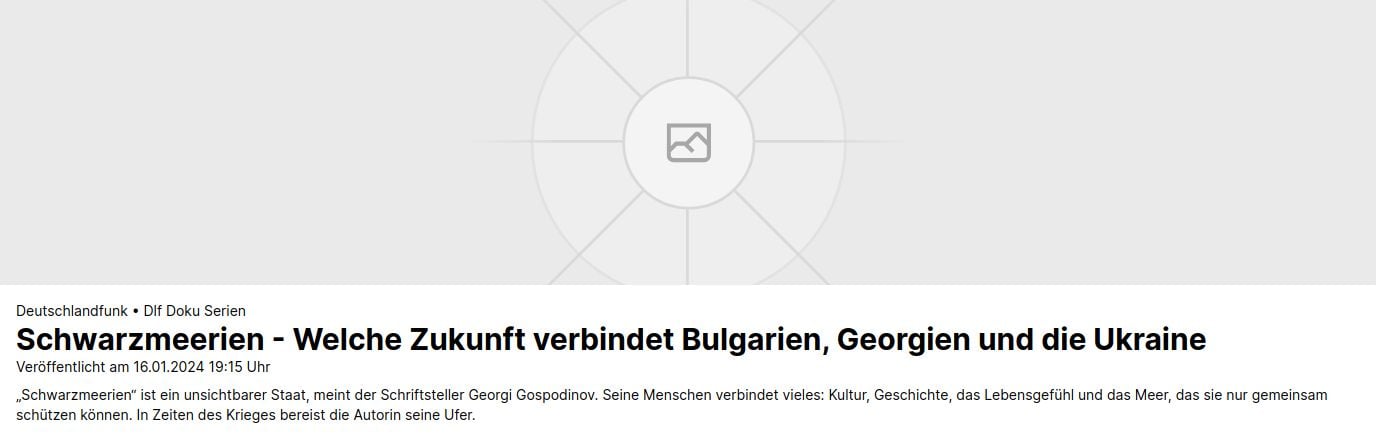 Deutschlandfunk • Dlf Doku Serien
Schwarzmeerien - Welche Zukunft verbindet Bulgarien, Georgien und die Ukraine
Veröffentlicht am 16.01.2024 19:15 Uhr
„Schwarzmeerien“ ist ein unsichtbarer Staat, meint der Schriftsteller Georgi Gospodinov. Seine Menschen verbindet vieles: Kultur, Geschichte, das Lebensgefühl und das Meer, das sie nur gemeinsam
schützen können. In Zeiten des Krieges bereist die Autorin seine Ufer.